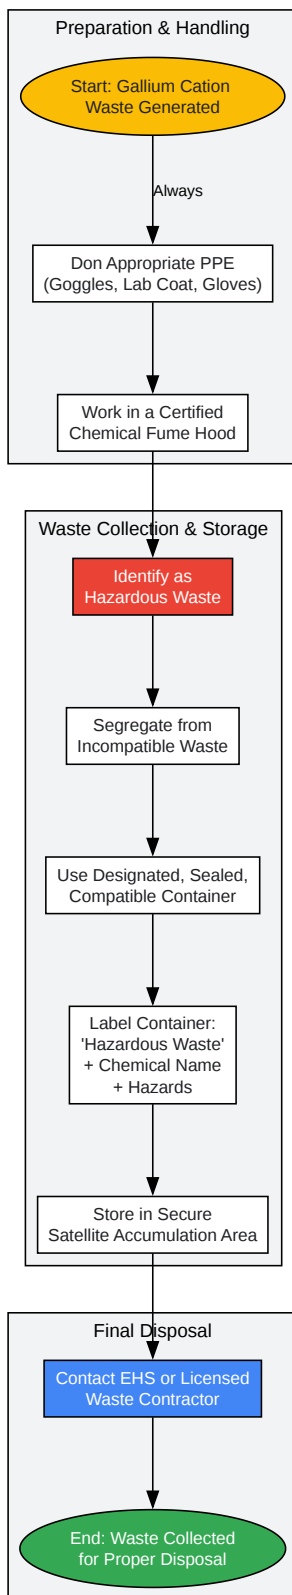 Preparation & Handling
Start: Gallium Cation
Waste Generated
Always
Don Appropriate PPE
(Goggles, Lab Coat, Gloves)
Work in a Certified
Chemical Fume Hood
Waste Collection & Storage
Identify as
Hazardous Waste
Segregate from
Incompatible Waste
Use Designated, Sealed,
Compatible Container
Label Container:
'Hazardous Waste'
+ Chemical Name
+ Hazards
Store in Secure
Satellite Accumulation Area
Final Disposal
Contact EHS or Licensed
Waste Contractor
End: Waste Collected
for Proper Disposal